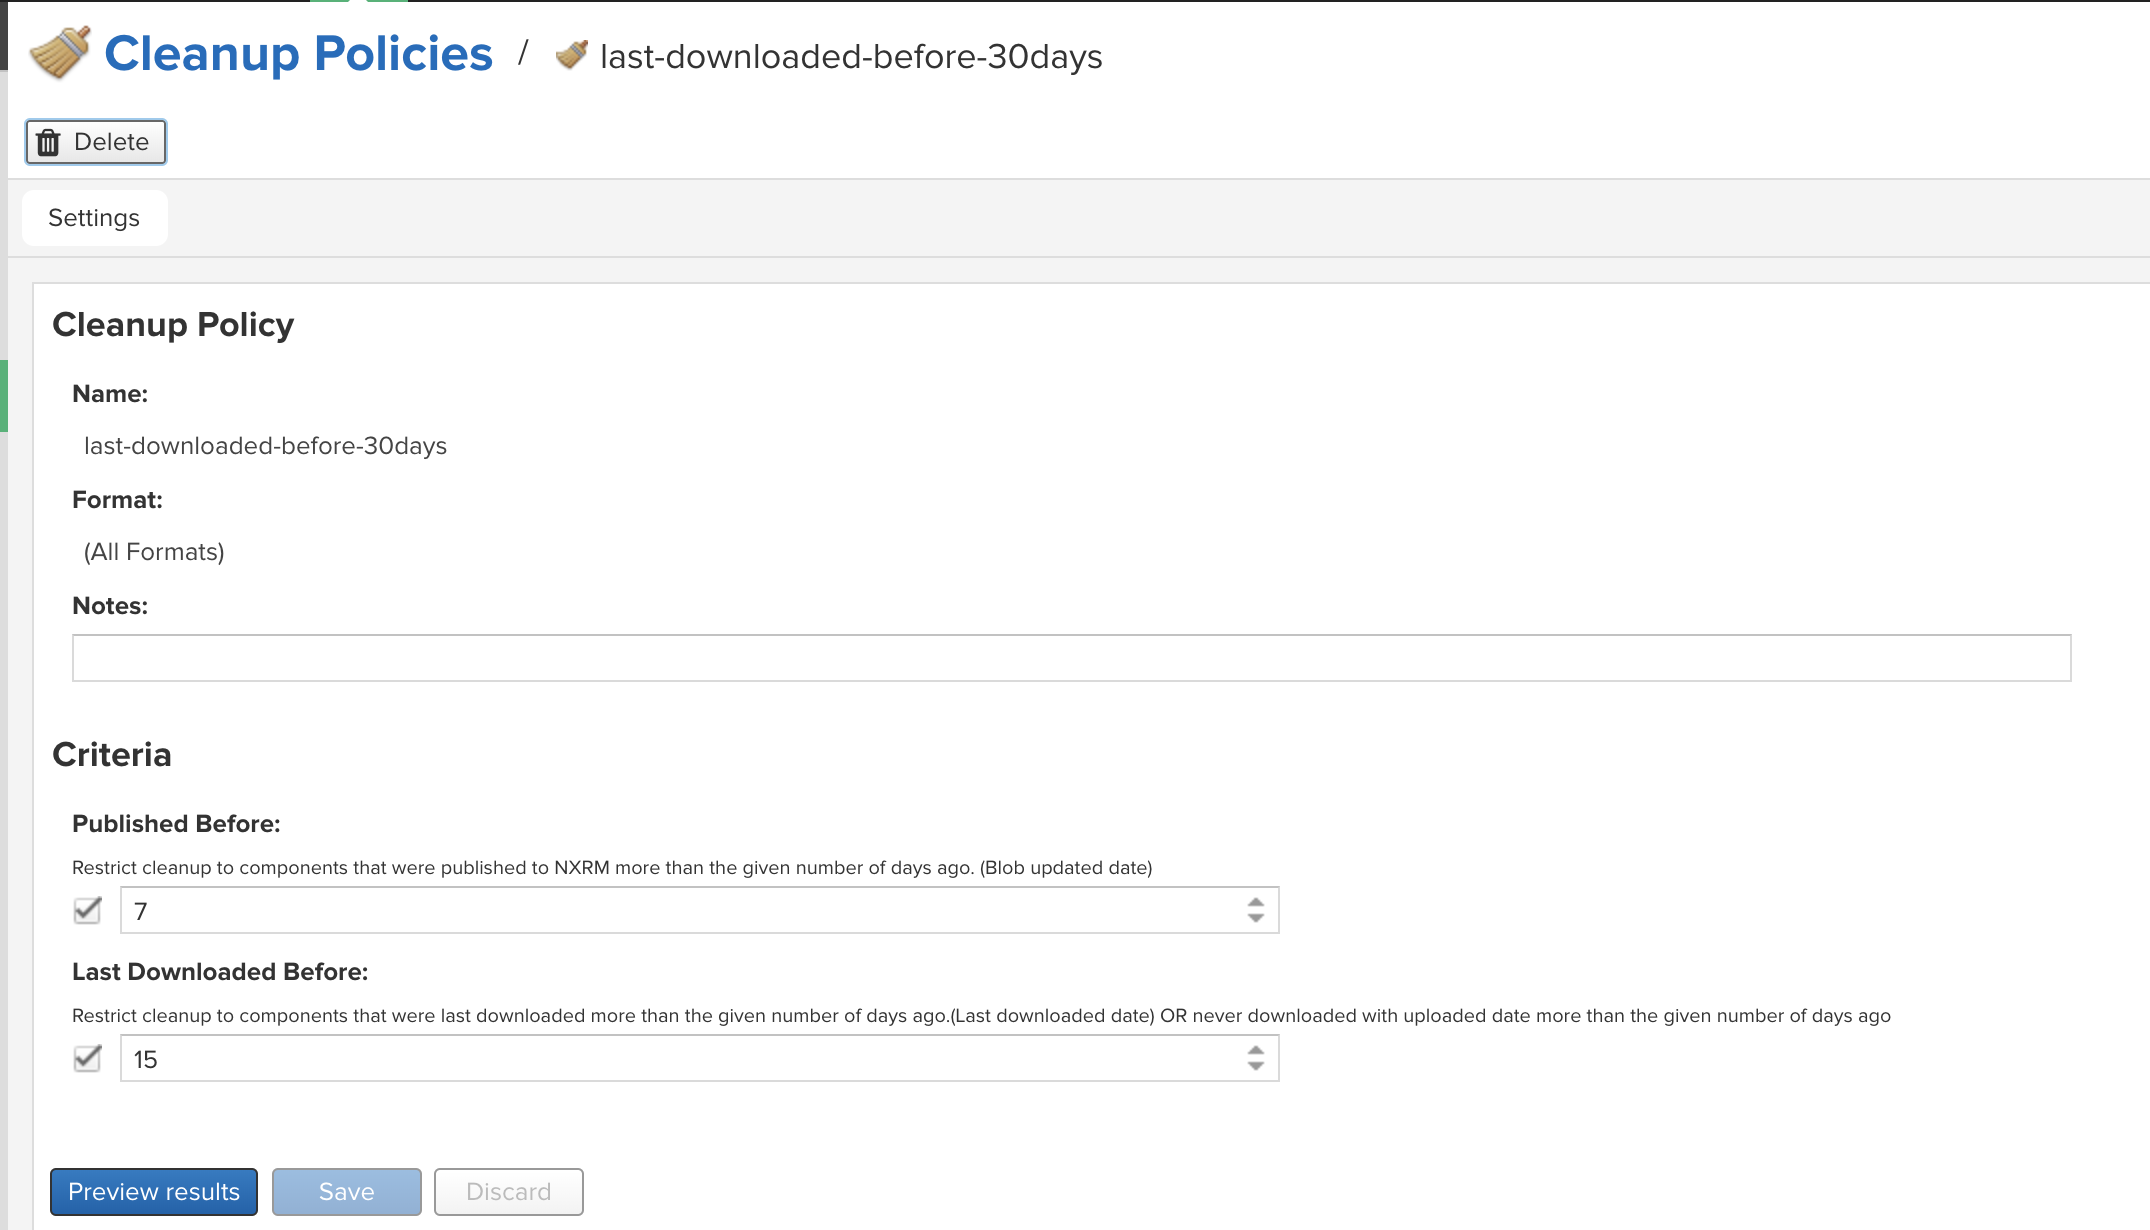 Cleanup Policies / last-downloaded-before-30days
Delete
Settings
Cleanup Policy
Name:
last-downloaded-before-30days
Format:
(All Formats)
Notes:
Criteria
Published Before:
Restrict cleanup to components that were published to NXRM more than the given number of days ago. (Blob updated date)
7
Last Downloaded Before:
Restrict cleanup to components that were last downloaded more than the given number of days ago.(Last downloaded date) OR never downloaded with uploaded date more than the given number of days ago
15
Preview results Save Discard